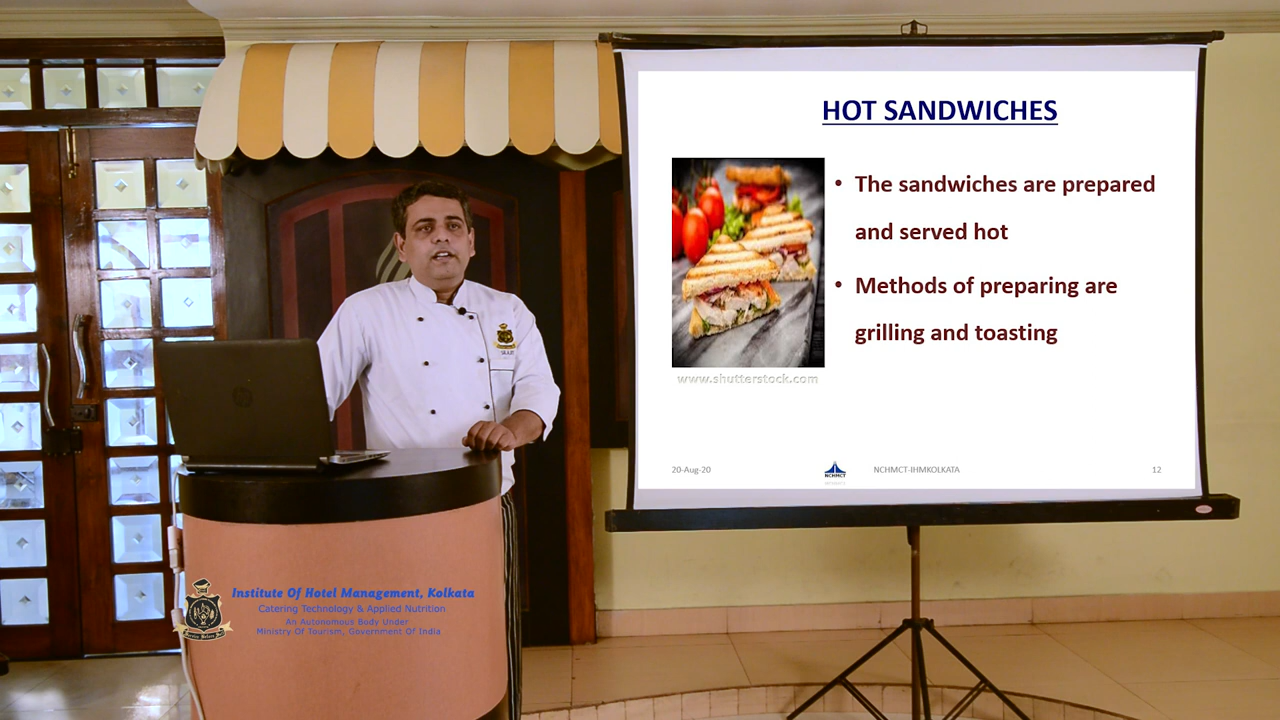 HOT SANDWICHES
• The sandwiches are prepared
and served hot
• Methods of preparing are
grilling and toasting
www.shutterstock.com
20-Aug-20
NCHMCT
NCHMCT-IHMKOLKATA
12
Institute Of Hotel Management, Kolkata
Catering Technology & Applied Nutrition
An Autonomous Body Under
Ministry Of Tourism, Government Of India